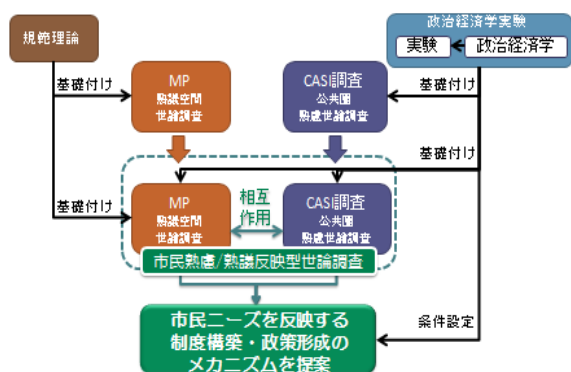 規範理論
政治経済学実験
実験
政治経済学
基礎付け
MP
熟議空間
世論調査
CASI調査
公共圏
熟慮世論調査
基礎付け
基礎付け
基礎付け
MP
熟議空間
世論調査
相互
作用
CASI調査
公共圏
熟慮世論調査
市民熟慮/熟議反映型世論調査
市民ニーズを反映する
制度構築・政策形成の
メカニズムを提案
条件設定